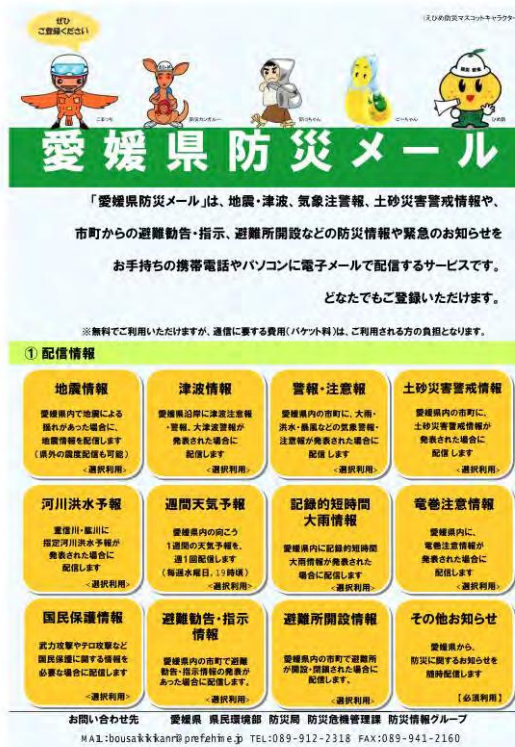 ぜひ
ご登録ください
(えひめ防災マスコットキャラクター
こまっち
防災カンガルー
愛媛県防災メール
「愛媛県防災メール」は、地震・津波、気象注警報、土砂災害警戒情報や、
市町からの避難勧告・指示、避難所開設などの防災情報や緊急のお知らせを
お手持ちの携帯電話やパソコンに電子メールで配信するサービスです。
どなたでもご登録いただけます。
※無料でご利用いただけますが、通信に要する費用(パケット料)は、ご利用される方の負担となります。
① 配信情報
地震情報
愛媛県内で地震による
揺れがあった場合に、
地震情報を配信します
(県外の震度配信も可能)
<選択利用>
津波情報
愛媛県沿岸に津波注意報
・警報、大津波警報が
発表された場合に
配信します
<選択利用>
警報・注意報
愛媛県内の市町に、大雨・
洪水・暴風などの気象警報・
注意報が発表された場合に
配信します
<選択利用>
土砂災害警戒情報
愛媛県内の市町に、
土砂災害警戒情報が
発表された場合に
配信します
<選択利用>
河川洪水予報
重信川・肱川に
指定河川洪水予報が
発表された場合に
配信します
<選択利用>
週間天気予報
愛媛県内の向こう
1週間の天気予報を、
週1回配信します
(毎週水曜日,19時頃)
<選択利用>
記録的短時間
大雨情報
愛媛県内に記録的短時間
大雨情報が発表された
場合に配信します
<選択利用>
竜巻注意情報
愛媛県内に、
竜巻注意情報が
発表された場合に
配信します
<選択利用>
国民保護情報
武力攻撃やテロ攻撃など
国民保護に関する情報を
必要な場合に配信します
<選択利用>
避難勧告・指示
情報
愛媛県内の市町で避難
勧告・指示情報の発表が
あった場合に配信します。
<選択利用>
避難所開設情報
愛媛県内の市町で避難所
が開設・閉鎖された場合に
配信します。
<選択利用>
その他お知らせ
愛媛県から、
防災に関するお知らせを
随時配信します
【必須利用】
お問い合わせ先 愛媛県 県民環境部 防災局 防災危機管理課 防災情報グループ
MAIL:bousaikikikanri@pref.ehime.jp TEL:089-912-2318 FAX:089-941-2160